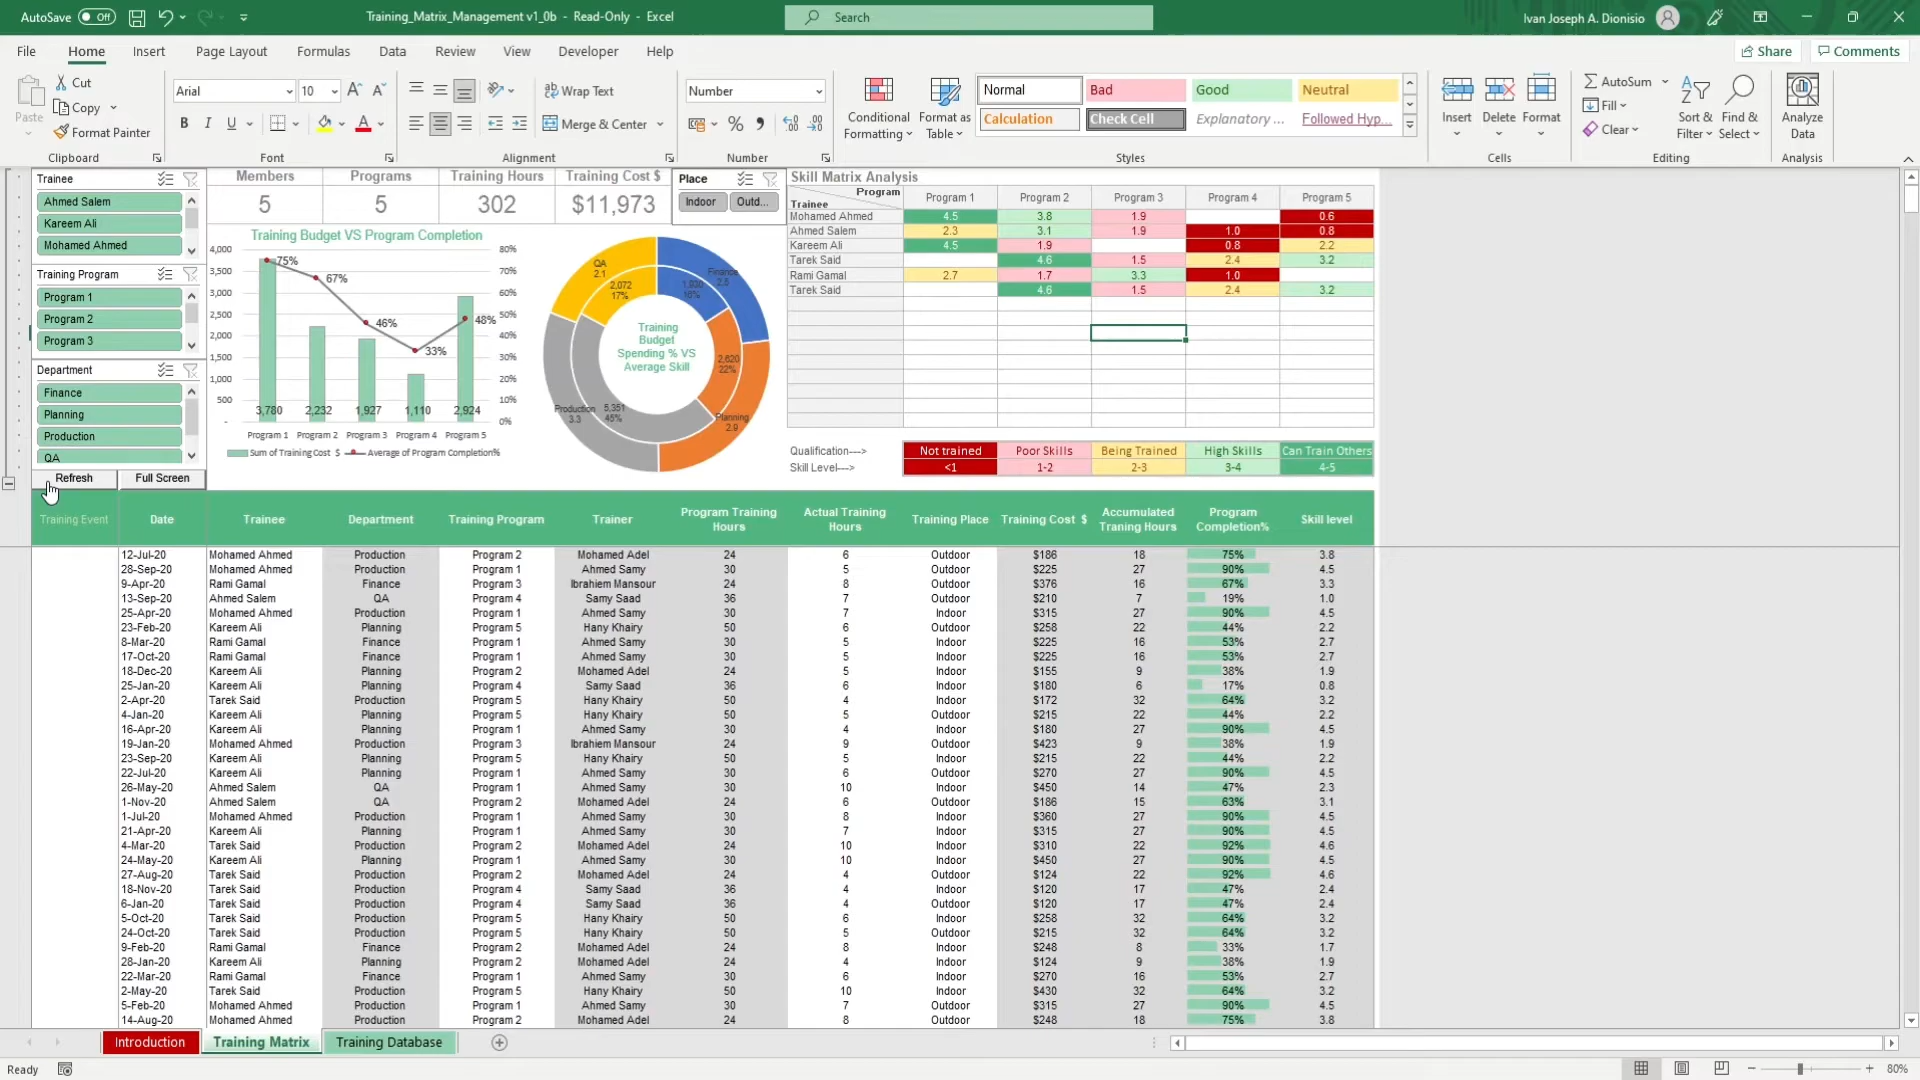 AutoSave Off Training_Matrix_Management v1_0b - Read-Only - Excel Search Ivan Joseph A. Dionisio
File Home Insert Page Layout Formulas Data Review View Developer Help Share Comments
Paste Cut Copy Format Painter
Arial 10
Wrap Text Merge & Center
Number
Conditional Formatting Format as Table
Normal Bad Good Neutral
Calculation Check Cell Explanatory ... Followed Hyp...
Insert Delete Format
AutoSum Fill Clear
Sort & Filter Find & Select
Analyze Data
Clipboard Font Alignment Number Styles Cells Editing Analysis
Trainee
Ahmed Salem
Kareem Ali
Mohamed Ahmed
Training Program
Program 1
Program 2
Program 3
Department
Finance
Planning
Production
QA
Refresh Full Screen
Members Programs Training Hours Training Cost $
5 5 302 $11,973
Place
Indoor Outd...
Training Budget VS Program Completion
4,000
3,500
3,000
2,500
2,000
1,500
1,000
500
-
80%
70%
60%
50%
40%
30%
20%
10%
0%
75% 67% 46% 33% 48%
3,780 2,232 1,927 1,110 2,924
Program 1 Program 2 Program 3 Program 4 Program 5
Sum of Training Cost $ Average of Program Completion%
Training
Budget
Spending % VS
Average Skill
QA
2.1
2,072
17%
Finance
2.5
1,930
16%
2,620
22%
Planning
2.9
Production
3.3
5,351
45%
Skill Matrix Analysis
Program
Trainee
Program 1 Program 2 Program 3 Program 4 Program 5
Mohamed Ahmed 4.5 3.8 1.9 0.6
Ahmed Salem 2.3 3.1 1.9 1.0 0.8
Kareem Ali 4.5 1.9 0.8 2.2
Tarek Said 4.6 1.5 2.4 3.2
Rami Gamal 2.7 1.7 3.3 1.0
Tarek Said 4.6 1.5 2.4 3.2
Qualification---> Not trained Poor Skills Being Trained High Skills Can Train Others
Skill Level---> <1 1-2 2-3 3-4 4-5
Training Event Date Trainee Department Training Program Trainer Program Training Hours Actual Training Hours Training Place Training Cost $ Accumulated Traning Hours Program Completion% Skill level
12-Jul-20 Mohamed Ahmed Production Program 2 Mohamed Adel 24 6 Outdoor $186 18 75% 3.8
28-Sep-20 Mohamed Ahmed Production Program 1 Ahmed Samy 30 5 Outdoor $225 27 90% 4.5
9-Apr-20 Rami Gamal Finance Program 3 Ibrahiem Mansour 24 8 Outdoor $376 16 67% 3.3
13-Sep-20 Ahmed Salem QA Program 4 Samy Saad 36 7 Outdoor $210 7 19% 1.0
25-Apr-20 Mohamed Ahmed Production Program 1 Ahmed Samy 30 7 Indoor $315 27 90% 4.5
23-Feb-20 Kareem Ali Planning Program 5 Hany Khairy 50 6 Outdoor $258 22 44% 2.2
8-Mar-20 Rami Gamal Finance Program 1 Ahmed Samy 30 5 Indoor $225 16 53% 2.7
17-Oct-20 Rami Gamal Finance Program 1 Ahmed Samy 30 5 Indoor $225 16 53% 2.7
18-Dec-20 Kareem Ali Planning Program 2 Mohamed Adel 24 5 Indoor $155 9 38% 1.9
25-Jan-20 Kareem Ali Planning Program 4 Samy Saad 36 6 Indoor $180 6 17% 0.8
2-Apr-20 Tarek Said Production Program 5 Hany Khairy 50 4 Indoor $172 32 64% 3.2
4-Jan-20 Kareem Ali Planning Program 5 Hany Khairy 50 5 Outdoor $215 22 44% 2.2
16-Apr-20 Kareem Ali Planning Program 1 Ahmed Samy 30 4 Indoor $180 27 90% 4.5
19-Jan-20 Mohamed Ahmed Production Program 3 Ibrahiem Mansour 24 9 Outdoor $423 9 38% 1.9
23-Sep-20 Kareem Ali Planning Program 5 Hany Khairy 50 5 Indoor $215 22 44% 2.2
22-Jul-20 Kareem Ali Planning Program 1 Ahmed Samy 30 6 Outdoor $270 27 90% 4.5
26-May-20 Ahmed Salem QA Program 1 Ahmed Samy 30 10 Indoor $450 14 47% 2.3
1-Nov-20 Ahmed Salem QA Program 2 Mohamed Adel 24 6 Outdoor $186 15 63% 3.1
1-Jul-20 Mohamed Ahmed Production Program 1 Ahmed Samy 30 8 Indoor $360 27 90% 4.5
21-Apr-20 Kareem Ali Planning Program 1 Ahmed Samy 30 7 Indoor $315 27 90% 4.5
4-Mar-20 Tarek Said Production Program 2 Mohamed Adel 24 10 Indoor $310 22 92% 4.6
24-May-20 Kareem Ali Planning Program 1 Ahmed Samy 30 10 Indoor $450 27 90% 4.5
27-Aug-20 Tarek Said Production Program 2 Mohamed Adel 24 4 Indoor $124 22 92% 4.6
18-Nov-20 Tarek Said Production Program 4 Samy Saad 36 4 Indoor $120 17 47% 2.4
6-Jan-20 Tarek Said Production Program 4 Samy Saad 36 4 Indoor $120 17 47% 2.4
5-Oct-20 Tarek Said Production Program 5 Hany Khairy 50 6 Indoor $258 32 64% 3.2
24-Oct-20 Tarek Said Production Program 5 Hany Khairy 50 5 Outdoor $215 32 64% 3.2
9-Feb-20 Rami Gamal Finance Program 2 Mohamed Adel 24 8 Indoor $248 8 33% 1.7
28-Jan-20 Kareem Ali Planning Program 2 Mohamed Adel 24 4 Indoor $124 9 38% 1.9
22-Mar-20 Rami Gamal Finance Program 1 Ahmed Samy 30 6 Indoor $270 16 53% 2.7
2-May-20 Tarek Said Production Program 5 Hany Khairy 50 10 Indoor $430 32 64% 3.2
5-Feb-20 Mohamed Ahmed Production Program 1 Ahmed Samy 30 7 Outdoor $315 27 90% 4.5
14-Aug-20 Mohamed Ahmed Production Program 2 Mohamed Adel 24 8 Outdoor $248 18 75% 3.8
Introduction Training Matrix Training Database
Ready 80%